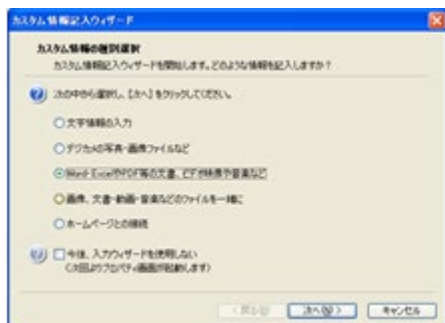 カスタム情報記入ウィザード
カスタム情報の種別選択
カスタム情報記入ウィザードを開始します。どのような情報を記入しますか?
次の中から選択し、[次へ]をクリックしてください。
文字情報の入力
デジカメの写真・画像ファイルなど
Word・ExcelやPDF等の文書、ビデオ映像や音楽など
画像、文書・動画・音楽などのファイルを一緒に
ホームページとの接続
今後、入力ウィザードを使用しない
(次回よりプロパティ画面が起動します)
< 戻る(B) 次へ(N) > キャンセル